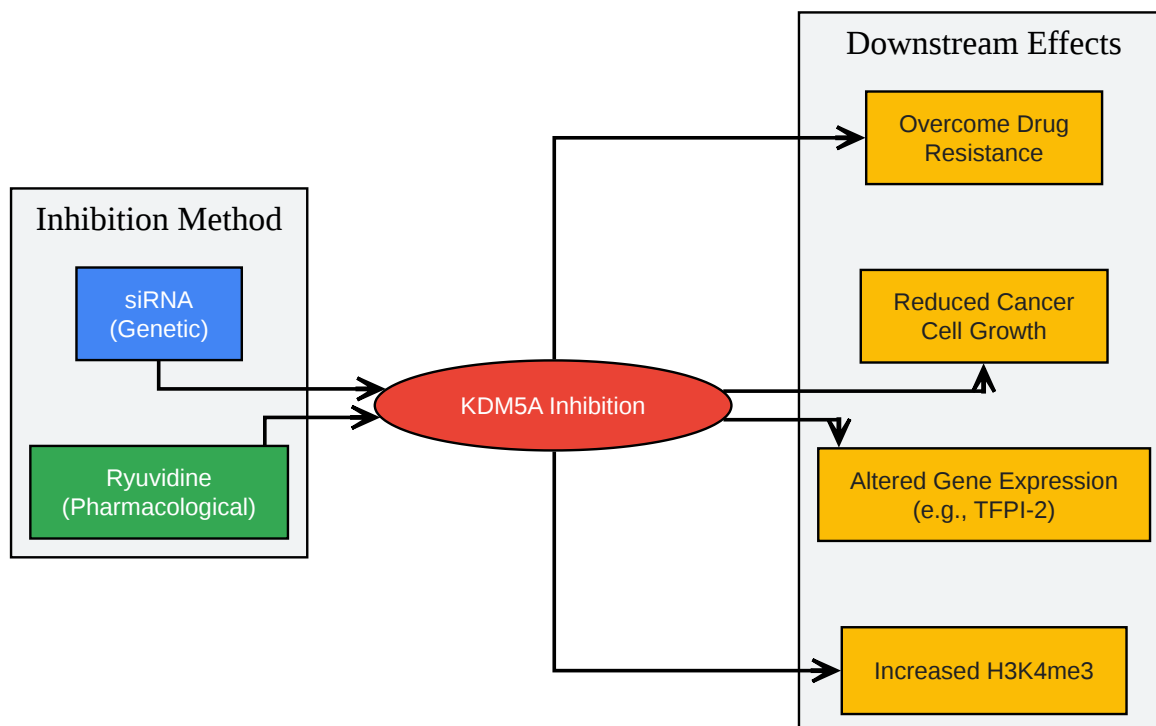 Inhibition Method
siRNA
(Genetic)
Ryuvidine
(Pharmacological)
KDM5A Inhibition
Downstream Effects
Overcome Drug
Resistance
Reduced Cancer
Cell Growth
Altered Gene Expression
(e.g., TFPI-2)
Increased H3K4me3